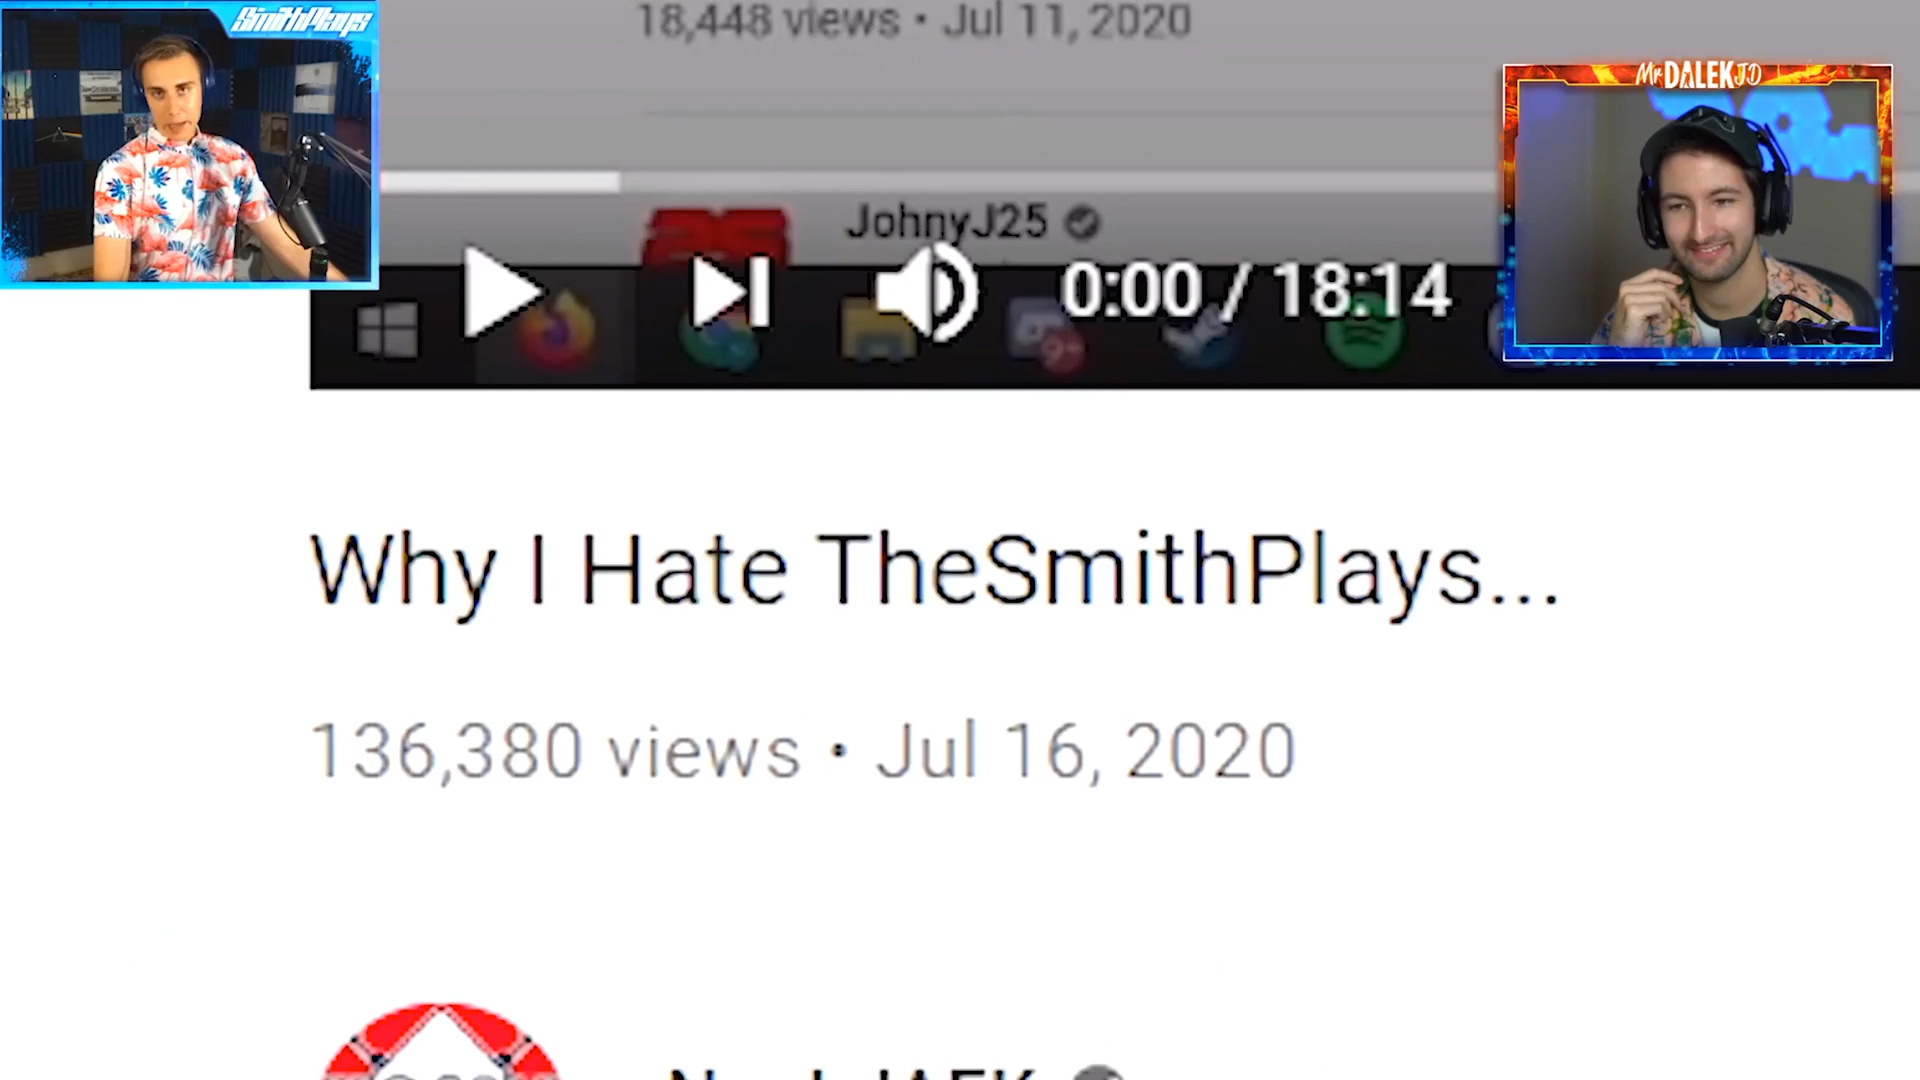 SmithPlays
18,448 views • Jul 11, 2020
MrDALEKJD
JohnyJ25
0:00 / 18:14
9+
Why I Hate TheSmithPlays...
136,380 views • Jul 16, 2020